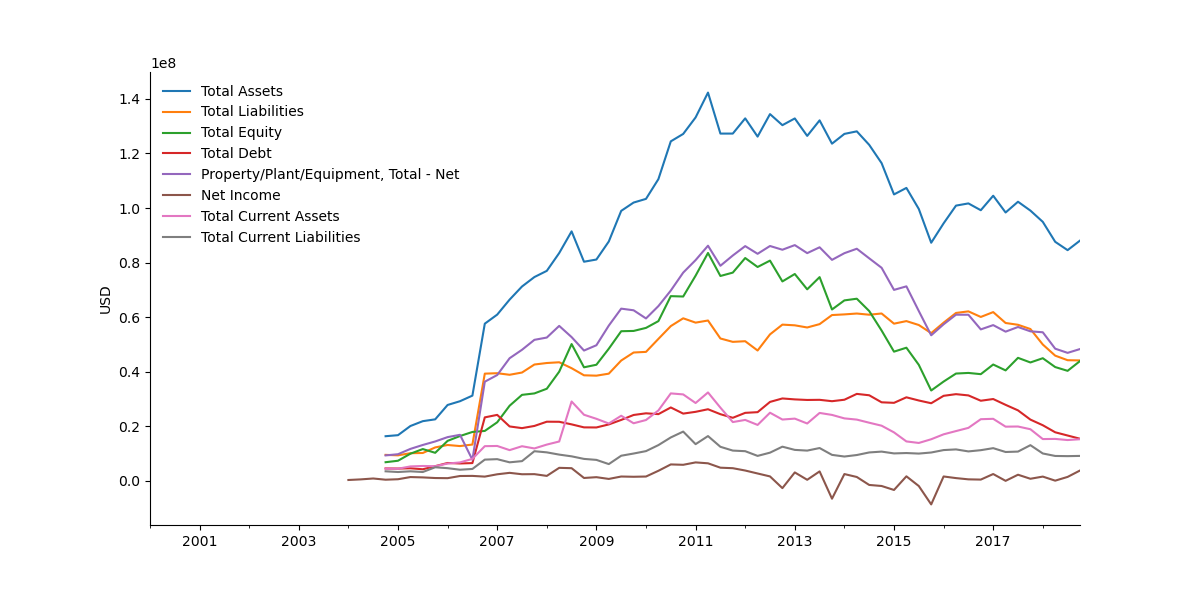 1e8
1.4
1.2
1.0
0.8
0.6
0.4
0.2
0.0
USD
Total Assets
Total Liabilities
Total Equity
Total Debt
Property/Plant/Equipment, Total - Net
Net Income
Total Current Assets
Total Current Liabilities
2001 2003 2005 2007 2009 2011 2013 2015 2017